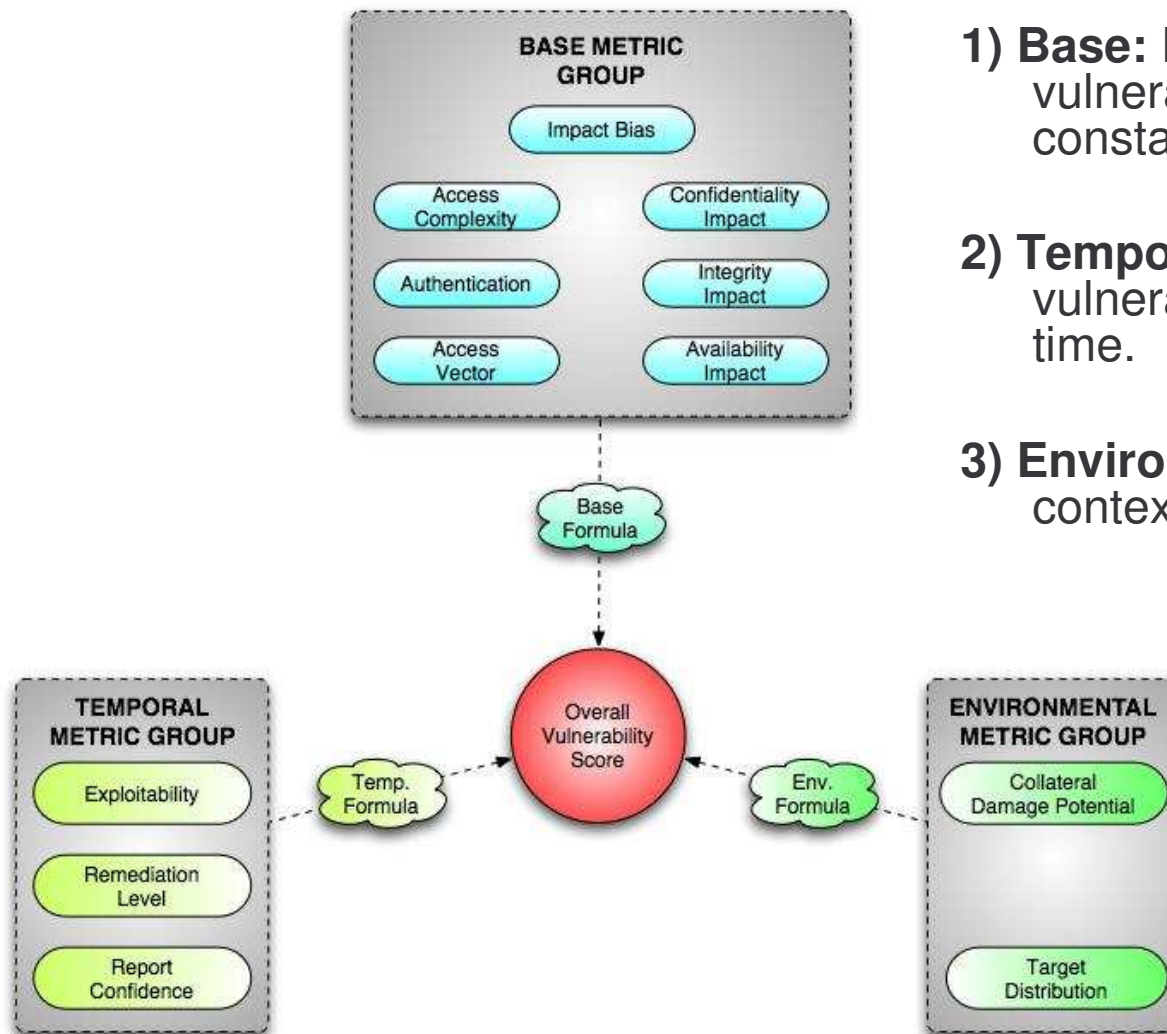 BASE METRIC
GROUP
Impact Bias
Access
Complexity
Confidentiality
Impact
Authentication
Integrity
Impact
Access
Vector
Availability
Impact
Base
Formula
TEMPORAL
METRIC GROUP
Exploitability
Remediation
Level
Report
Confidence
Temp.
Formula
Overall
Vulnerability
Score
Env.
Formula
ENVIRONMENTAL
METRIC GROUP
Collateral
Damage Potential
Target
Distribution
1) Base:
vulnera
consta
2) Tempo
vulnera
time.
3) Enviro
contex